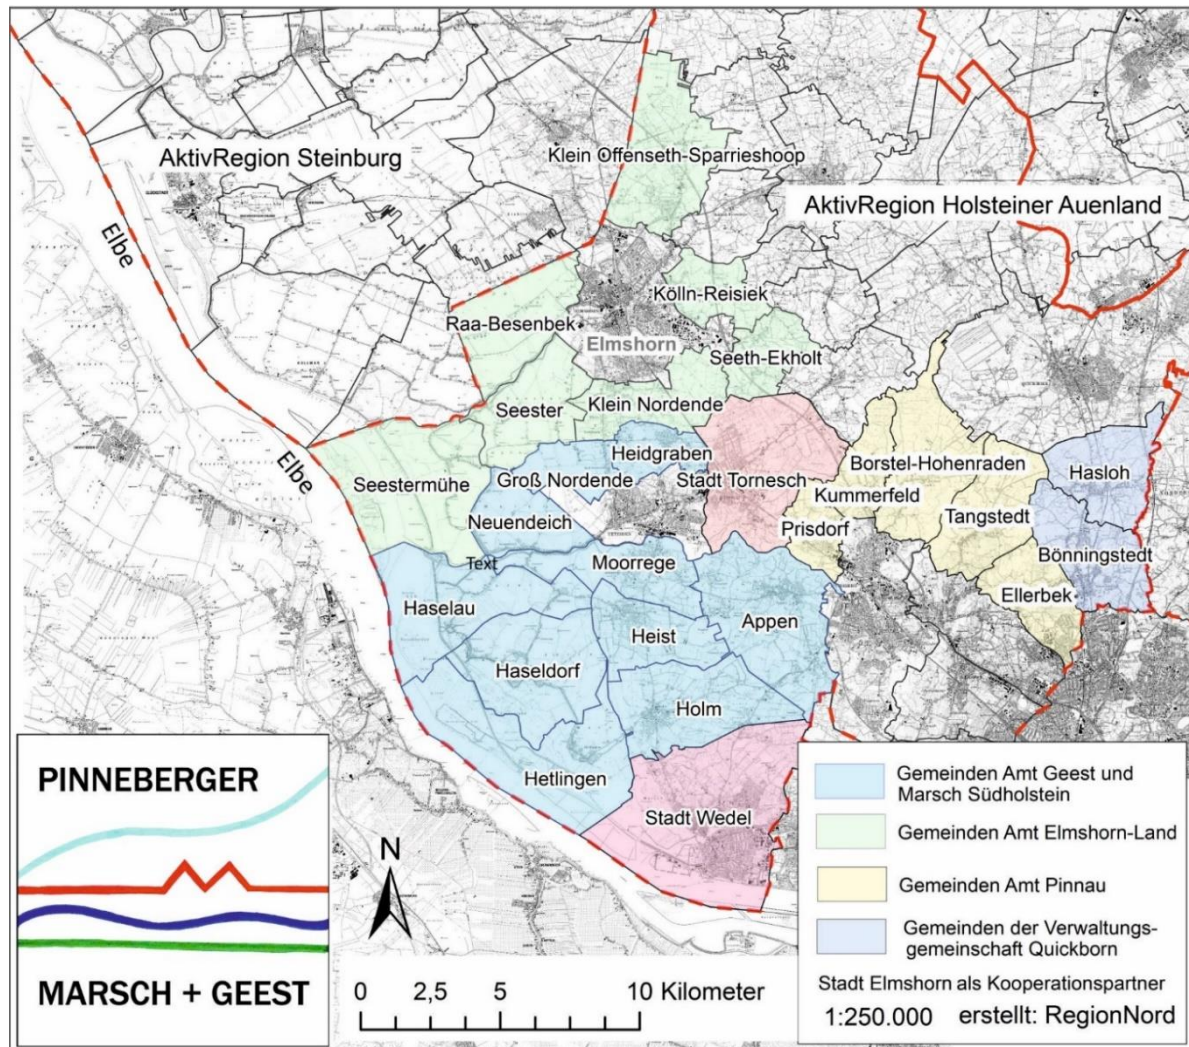 AktivRegion Steinburg
Klein Offenseth-Sparrieshoop
AktivRegion Holsteiner Auenland
Elbe
Kölln-Reisiek
Raa-Besenbek
Elmshorn
Seeth-Ekholt
Seester
Klein Nordende
Elbe
Heidgraben
Borstel-Hohenraden
Hasloh
Seestermühe
Groß Nordende
Stadt Tornesch
Kummerfeld
Neuendeich
Prisdorf
Tangstedt
Text
Moorrege
Bönningstedt
Haselau
Ellerbek
Heist
Appen
Haseldorf
Holm
Hetlingen
Stadt Wedel
PINNEBERGER
MARSCH + GEEST
N
0 2,5 5 10 Kilometer
Gemeinden Amt Geest und
Marsch Südholstein
Gemeinden Amt Elmshorn-Land
Gemeinden Amt Pinnau
Gemeinden der Verwaltungs-
gemeinschaft Quickborn
Stadt Elmshorn als Kooperationspartner
1:250.000 erstellt: RegionNord